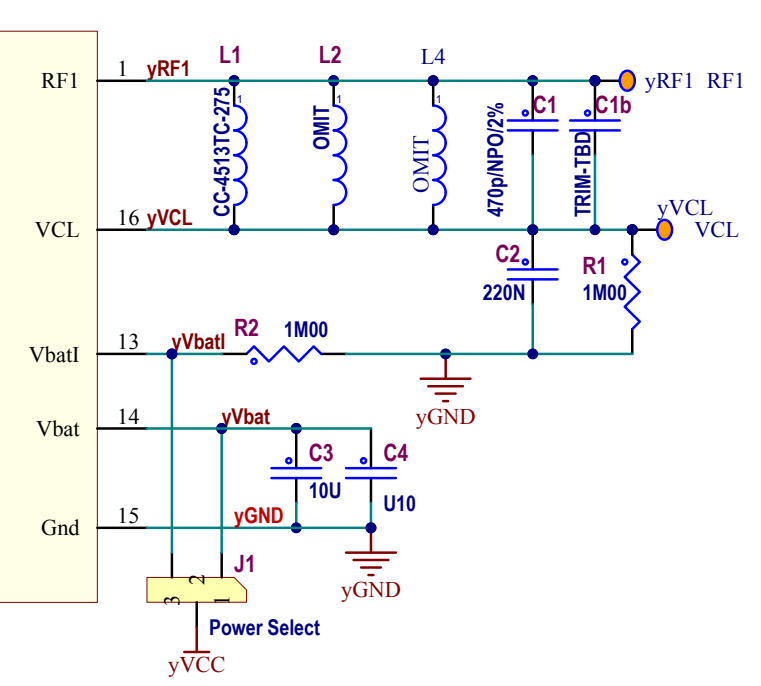 L1
L2
L4
RF1
1
yRF1
yRF1 RF1
1
1
1
CC-4513TC-275
OMIT
OMIT
470p/NPO/2%
C1
TRIM-TBD
C1b
VCL
16
yVCL
yVCL
VCL
C2
220N
R1
1M00
VbatI
13
yVbatI
R2
1M00
yGND
Vbat
14
yVbat
C3
10U
C4
U10
Gnd
15
yGND
yGND
J1
3
2
1
Power Select
yVCC